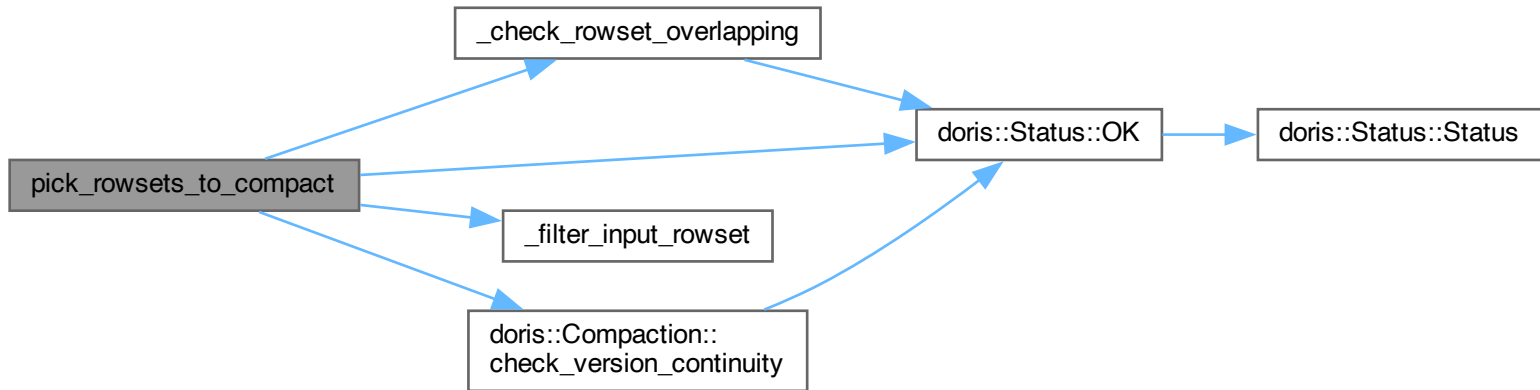 _check_rowset_overlapping
doris::Status::OK
doris::Status::Status
pick_rowsets_to_compact
_filter_input_rowset
doris::Compaction::
check_version_continuity